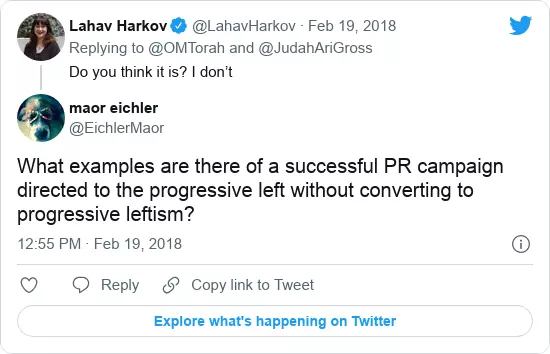 Lahav Harkov @LahavHarkov · Feb 19, 2018
Replying to @OMTorah and @JudahAriGross
Do you think it is? I don't
maor eichler
@EichlerMaor
What examples are there of a successful PR campaign
directed to the progressive left without converting to
progressive leftism?
12:55 PM · Feb 19, 2018
Reply Copy link to Tweet
Explore what's happening on Twitter